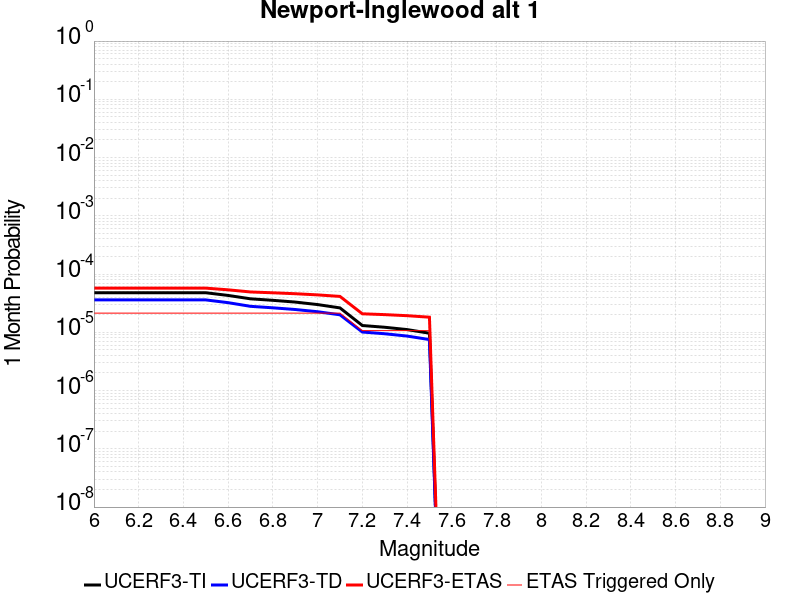 Newport-Inglewood alt 1
10^0
10^-1
10^-2
10^-3
10^-4
10^-5
10^-6
10^-7
10^-8
1 Month Probability
6 6.2 6.4 6.6 6.8 7 7.2 7.4 7.6 7.8 8 8.2 8.4 8.6 8.8 9
Magnitude
UCERF3-TI UCERF3-TD UCERF3-ETAS ETAS Triggered Only